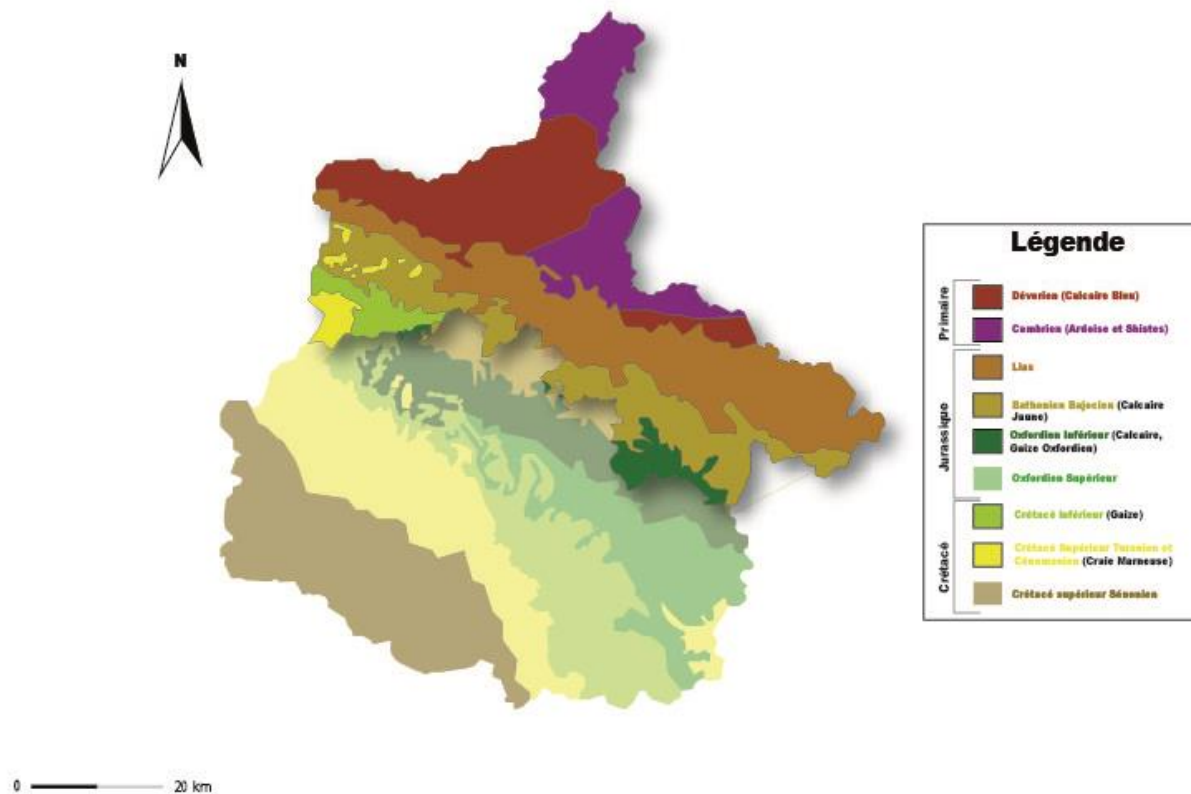 N
Légende
Primaire
Dévorien (Calcaire Bleu)
Cambrien (Ardoise et Shistes)
Jurassique
Lias
Bathonien Bajocien (Calcaire
Jaune)
Oxfordien Inférieur (Calcaire,
Gaize Oxfordien)
Oxfordien Supérieur
Crétacé
Crétacé Inférieur (Gaize)
Crétacé Supérieur Turonien et
Cénomanien (Craie Marneuse)
Crétacé supérieur Sénonien
0 20 km